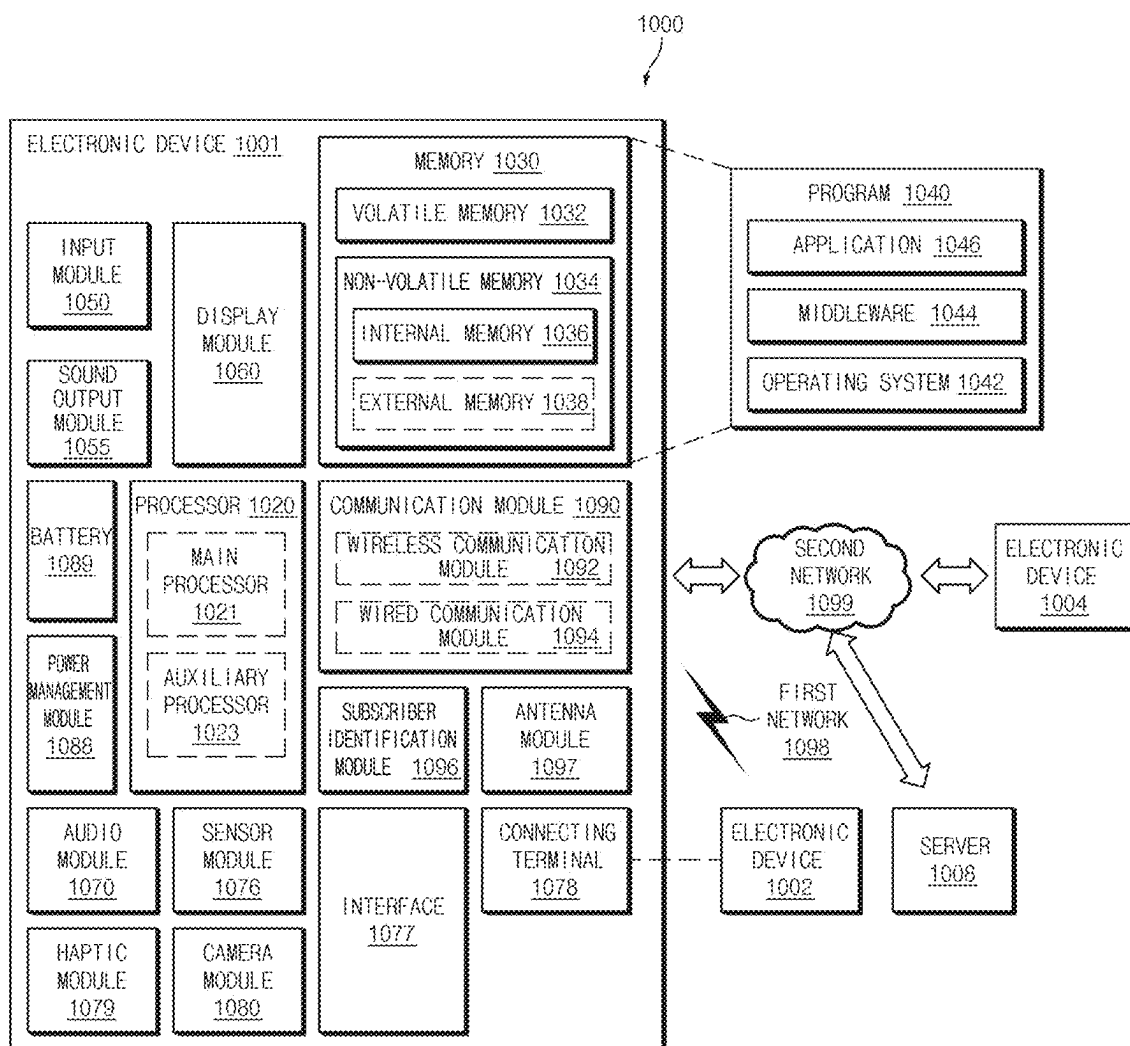 1000
ELECTRONIC DEVICE 1001
INPUT
MODULE
1050
SOUND
OUTPUT
MODULE
1055
DISPLAY
MODULE
1060
MEMORY 1030
VOLATILE MEMORY 1032
NON-VOLATILE MEMORY 1034
INTERNAL MEMORY 1036
EXTERNAL MEMORY 1038
PROGRAM 1040
APPLICATION 1046
MIDDLEWARE 1044
OPERATING SYSTEM 1042
BATTERY
1089
POWER
MANAGEMENT
MODULE
1088
PROCESSOR 1020
MAIN
PROCESSOR
1021
AUXILIARY
PROCESSOR
1023
COMMUNICATION MODULE 1090
WIRELESS COMMUNICATION
MODULE 1092
WIRED COMMUNICATION
MODULE 1094
SUBSCRIBER
IDENTIFICATION
MODULE 1096
ANTENNA
MODULE
1097
SECOND
NETWORK
1099
ELECTRONIC
DEVICE
1004
FIRST
NETWORK
1098
AUDIO
MODULE
1070
SENSOR
MODULE
1076
INTERFACE
1077
CONNECTING
TERMINAL
1078
ELECTRONIC
DEVICE
1002
SERVER
1008
HAPTIC
MODULE
1079
CAMERA
MODULE
1080